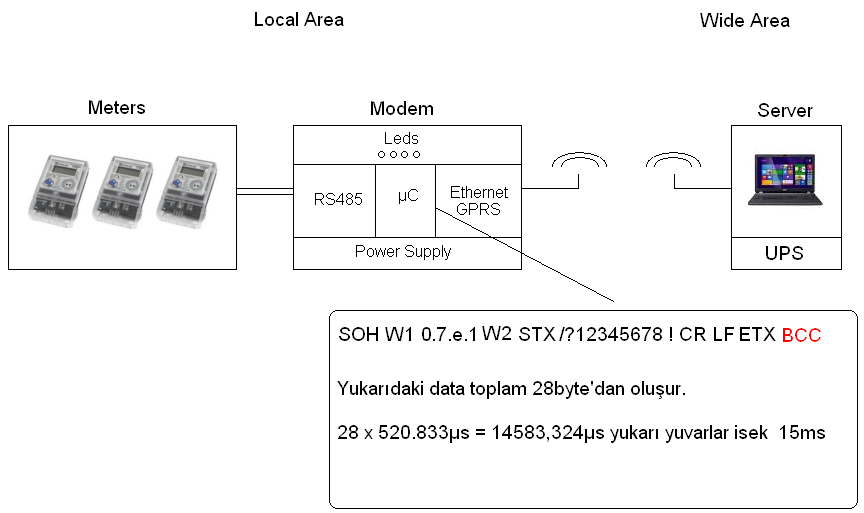 Local Area
Wide Area
Meters
Modem
Server
Leds
RS485
µC
Ethernet
GPRS
Power Supply
UPS
SOH W1 0.7.e.1 W2 STX /?12345678 ! CR LF ETX BCC
Yukarıdaki data toplam 28byte'dan oluşur.
28 x 520.833µs = 14583,324µs yukarı yuvarlar isek 15ms